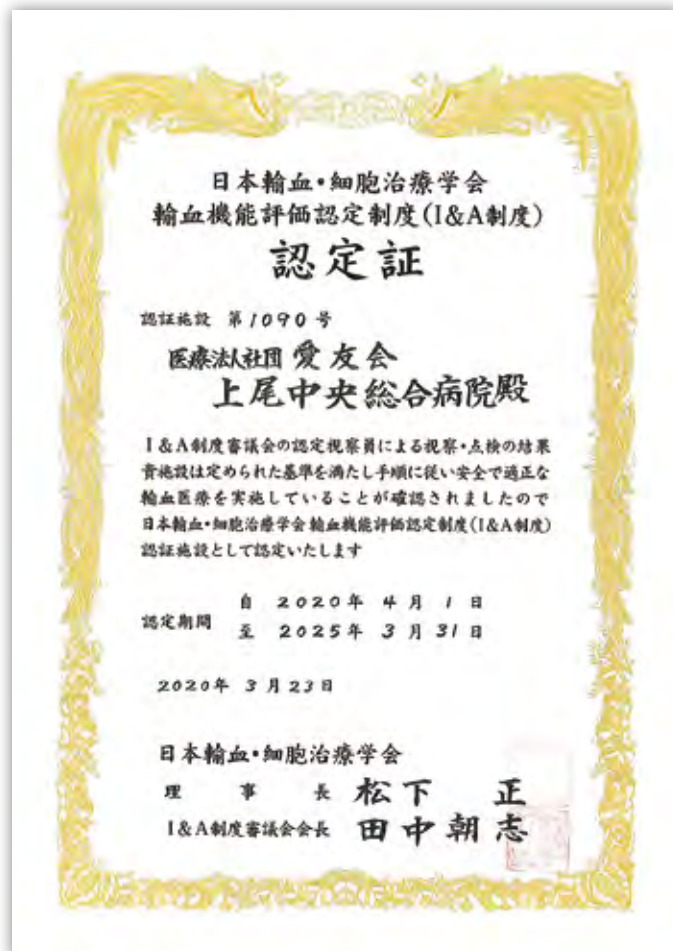 日本輸血・細胞治療学会
輸血機能評価認定制度(I&A制度)
認定証
認証施設 第1090号
医療法人社団 愛友会
上尾中央総合病院殿
I&A制度審議会の認定視察員による視察・点検の結果
貴施設は定められた基準を満たし手順に従い安全で適正な
輸血医療を実施していることが確認されましたので
日本輸血・細胞治療学会 輸血機能評価認定制度(I&A制度)
認証施設として認定いたします
認定期間
自 2020年 4月 1日
至 2025年 3月 31日
2020年 3月23日
日本輸血・細胞治療学会
理事長 松下 正
I&A制度審議会会長 田中朝志